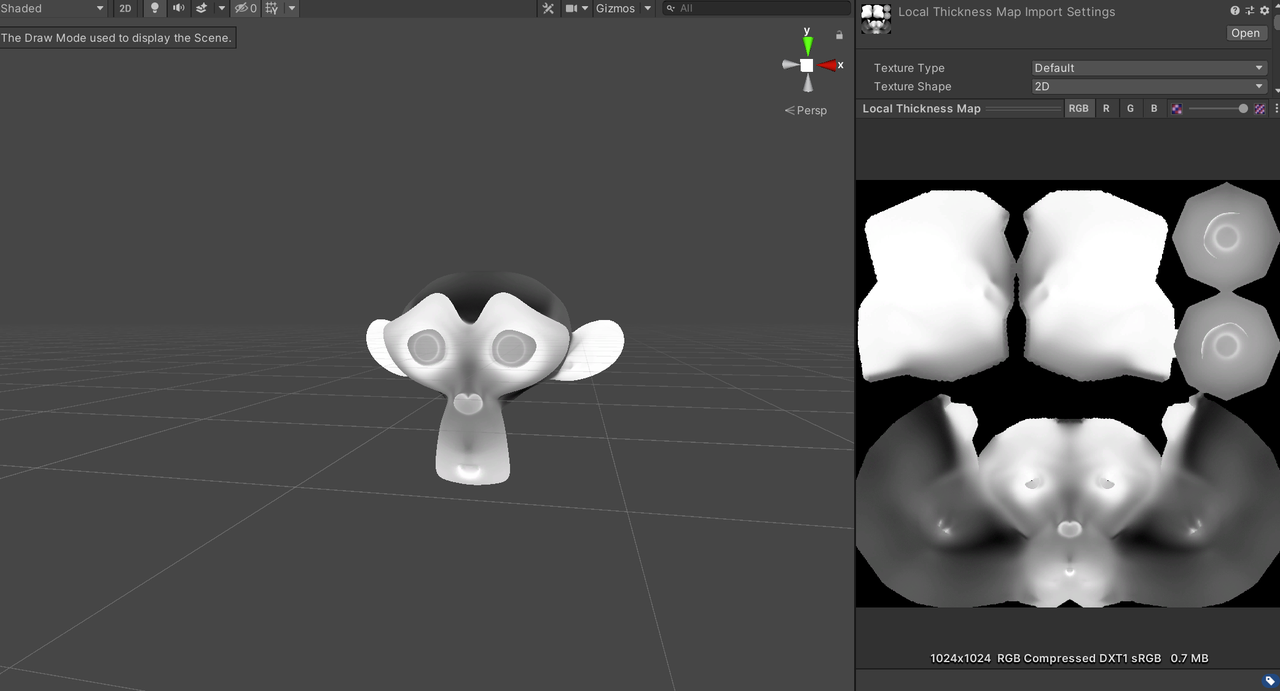 Shaded 2D 0 Gizmos All
The Draw Mode used to display the Scene.
y
x
Persp
Local Thickness Map Import Settings
Open
Texture Type Default
Texture Shape 2D
Local Thickness Map RGB R G B
1024x1024 RGB Compressed DXT1 sRGB 0.7 MB